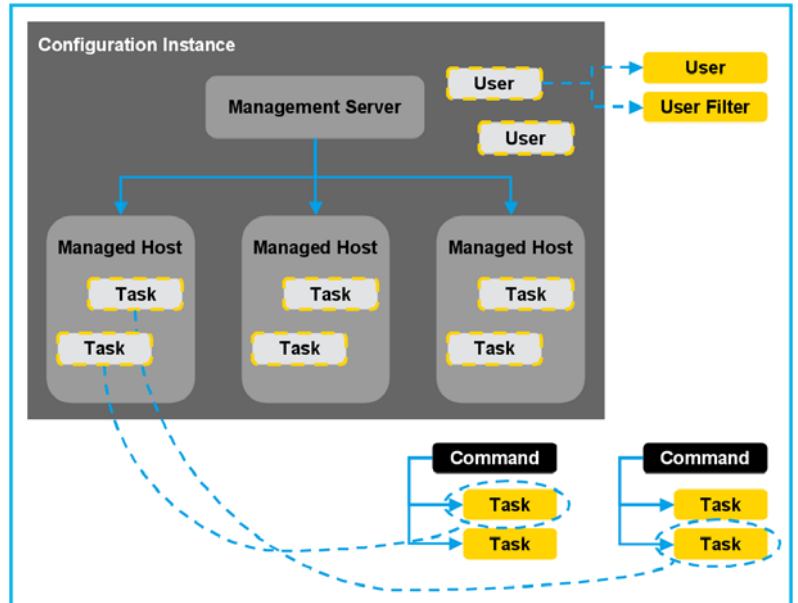 Configuration Instance
User
User
Management Server
User Filter
User
Managed Host
Managed Host
Managed Host
Task
Task
Task
Task
Task
Task
Command
Command
Task
Task
Task
Task